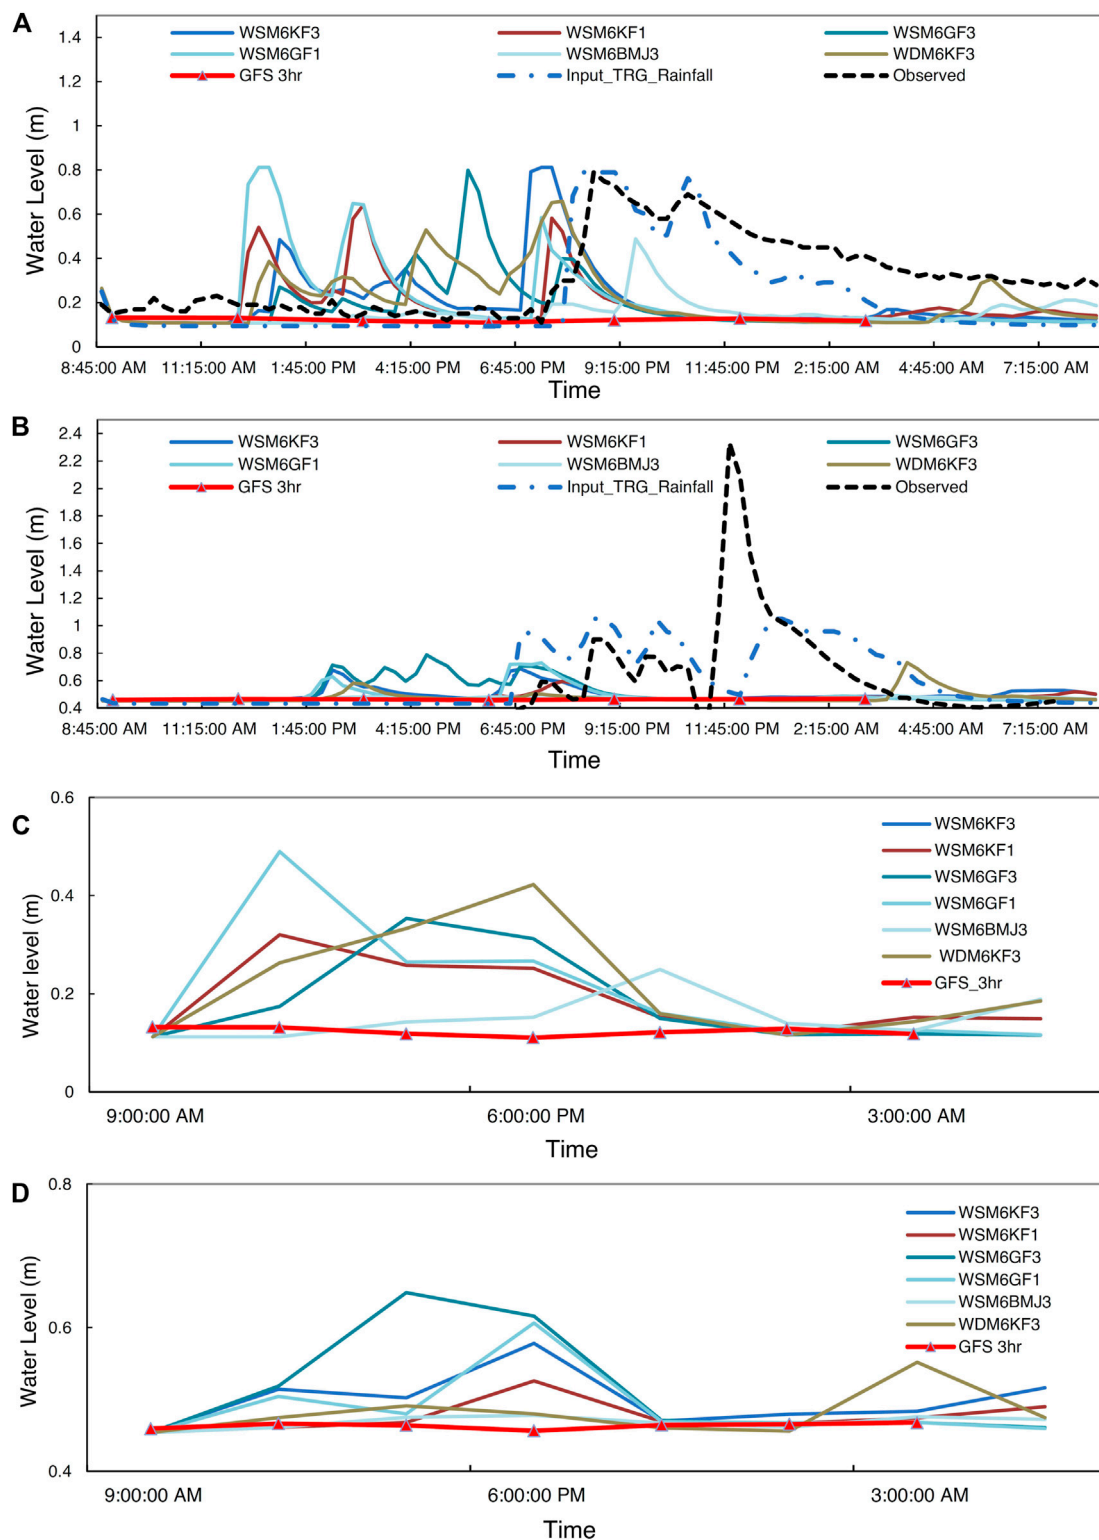 A
1.4
WSM6KF3 WSM6KF1 WSM6GF3
WSM6GF1 WSM6BMJ3 WDM6KF3
1.2
GFS 3hr Input_TRG_Rainfall Observed
1
0.8
0.6
0.4
0.2
0
Water Level (m)
8:45:00 AM 11:15:00 AM 1:45:00 PM 4:15:00 PM 6:45:00 PM 9:15:00 PM 11:45:00 PM 2:15:00 AM 4:45:00 AM 7:15:00 AM
Time
B
2.4
WSM6KF3 WSM6KF1 WSM6GF3
2.2
WSM6GF1 WSM6BMJ3 WDM6KF3
2
GFS 3hr Input_TRG_Rainfall Observed
1.8
1.6
1.4
1.2
1
0.8
0.6
0.4
Water Level (m)
8:45:00 AM 11:15:00 AM 1:45:00 PM 4:15:00 PM 6:45:00 PM 9:15:00 PM 11:45:00 PM 2:15:00 AM 4:45:00 AM 7:15:00 AM
Time
C
0.6
0.4
0.2
0
Water level (m)
WSM6KF3
WSM6KF1
WSM6GF3
WSM6GF1
WSM6BMJ3
WDM6KF3
GFS_3hr
9:00:00 AM 6:00:00 PM 3:00:00 AM
Time
D
0.8
0.6
0.4
Water Level (m)
WSM6KF3
WSM6KF1
WSM6GF3
WSM6GF1
WSM6BMJ3
WDM6KF3
GFS 3hr
9:00:00 AM 6:00:00 PM 3:00:00 AM
Time